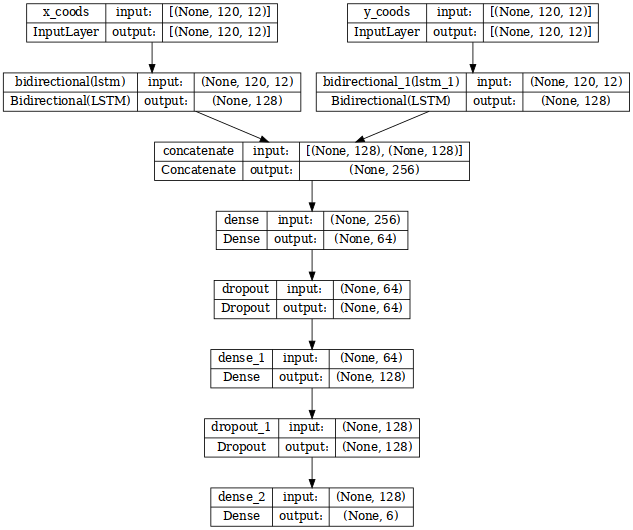 x_coods input: [(None, 120, 12)]
InputLayer output: [(None, 120, 12)]
y_coods input: [(None, 120, 12)]
InputLayer output: [(None, 120, 12)]
bidirectional(lstm) input: (None, 120, 12)
Bidirectional(LSTM) output: (None, 128)
bidirectional_1(lstm_1) input: (None, 120, 12)
Bidirectional(LSTM) output: (None, 128)
concatenate input: [(None, 128), (None, 128)]
Concatenate output: (None, 256)
dense input: (None, 256)
Dense output: (None, 64)
dropout input: (None, 64)
Dropout output: (None, 64)
dense_1 input: (None, 64)
Dense output: (None, 128)
dropout_1 input: (None, 128)
Dropout output: (None, 128)
dense_2 input: (None, 128)
Dense output: (None, 6)